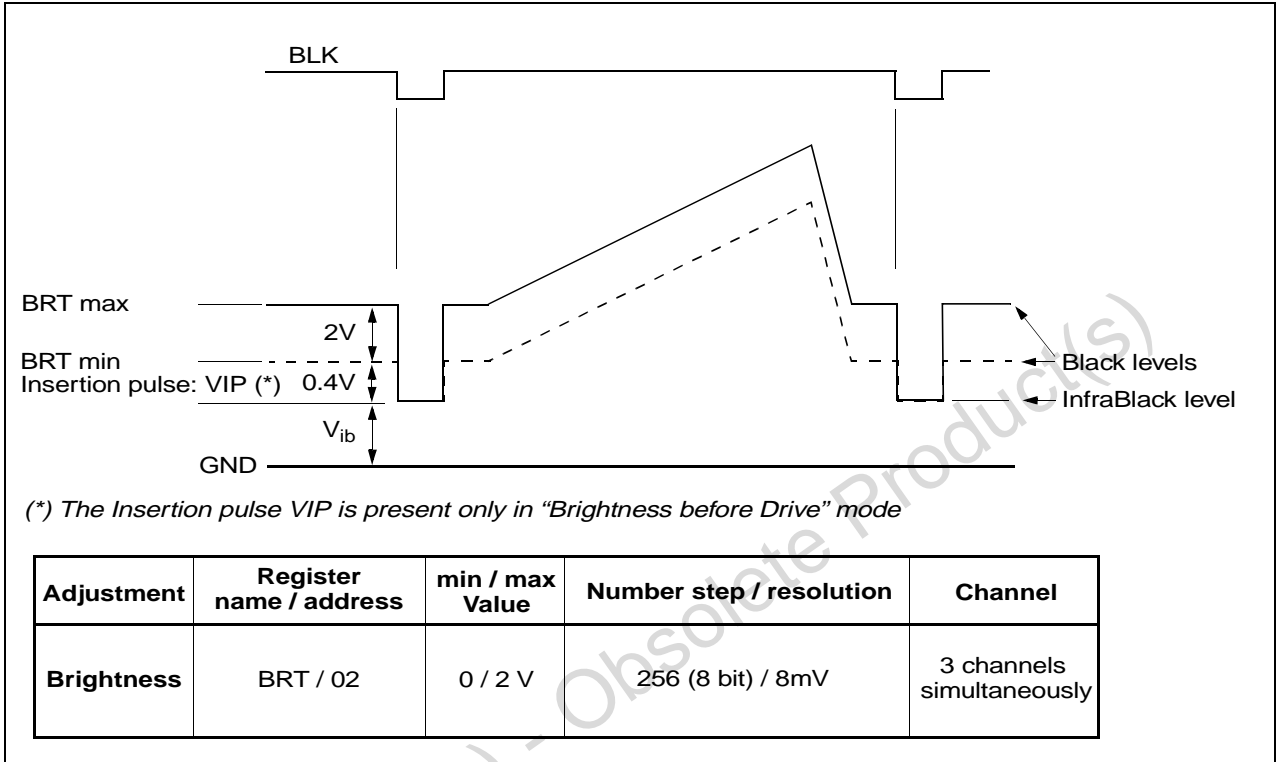 BLK
BRT max
2V
BRT min
Insertion pulse: VIP (*) 0.4V
Black levels
InfraBlack level
Vib
GND
(*) The Insertion pulse VIP is present only in “Brightness before Drive” mode
Adjustment Register name / address min / max Value Number step / resolution Channel
Brightness BRT / 02 0 / 2 V 256 (8 bit) / 8mV 3 channels simultaneously
) - Obsolete Product(s)